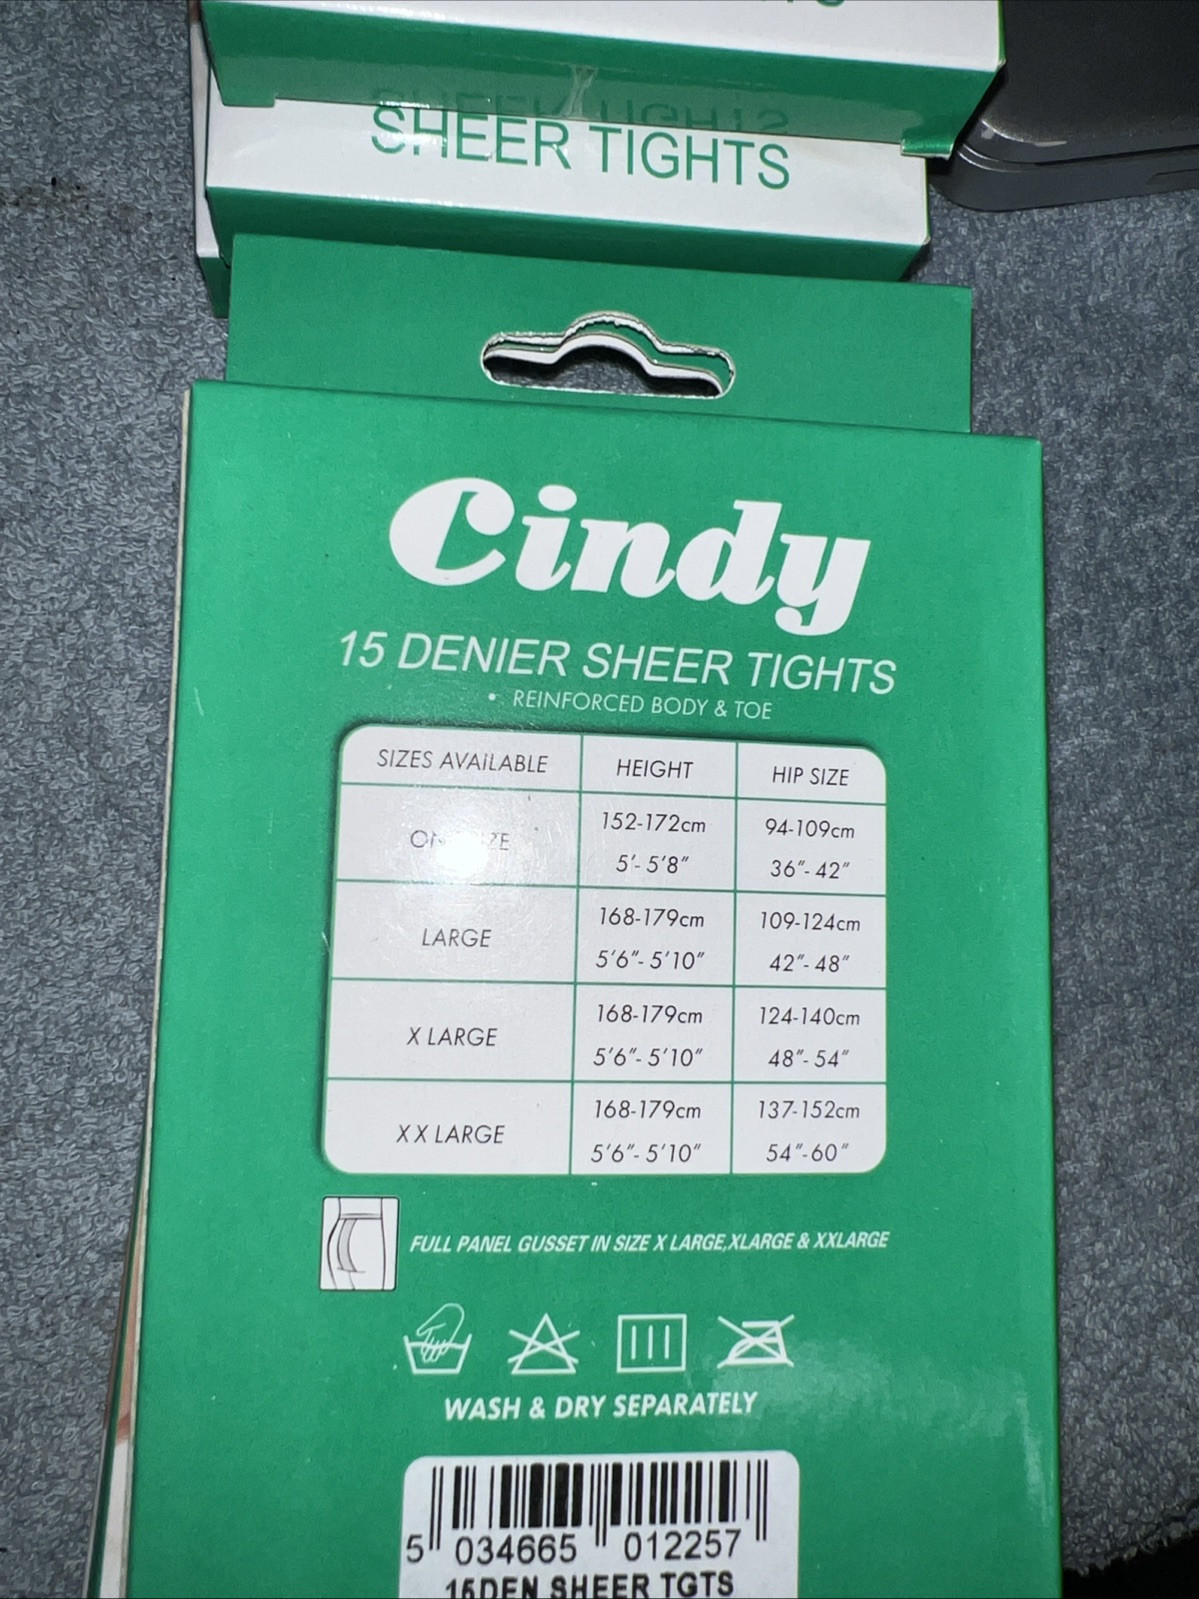 SHEER TIGHTS
Cindy
15 DENIER SHEER TIGHTS
• REINFORCED BODY & TOE
SIZES AVAILABLE HEIGHT HIP SIZE
ONE SIZE 152-172cm 94-109cm
5'- 5'8" 36"- 42"
LARGE 168-179cm 109-124cm
5'6"- 5'10" 42"- 48"
X LARGE 168-179cm 124-140cm
5'6"- 5'10" 48"- 54"
XX LARGE 168-179cm 137-152cm
5'6"- 5'10" 54"-60"
FULL PANEL GUSSET IN SIZE X LARGE,XLARGE & XXLARGE
WASH & DRY SEPARATELY
5 034665 012257
15DEN SHEER TGTS